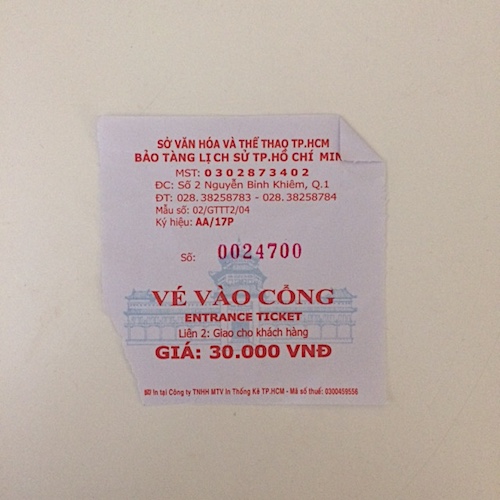 SỞ VĂN HÓA VÀ THỂ THAO TP.HCM
BẢO TÀNG LỊCH SỬ TP.HỒ CHÍ MIN
MST: 0302873402
ĐC: Số 2 Nguyễn Bỉnh Khiêm, Q.1
ĐT: 028.38258783 - 028.38258784
Mẫu số: 02/GTTT2/04
Ký hiệu: AA/17P
Số: 0024700
VÉ VÀO CỔNG
ENTRANCE TICKET
Liên 2: Giao cho khách hàng
GIÁ: 30.000 VNĐ
In tại Công ty TNHH MTV In Thống Kê TP.HCM - Mã số thuế: 0300459556